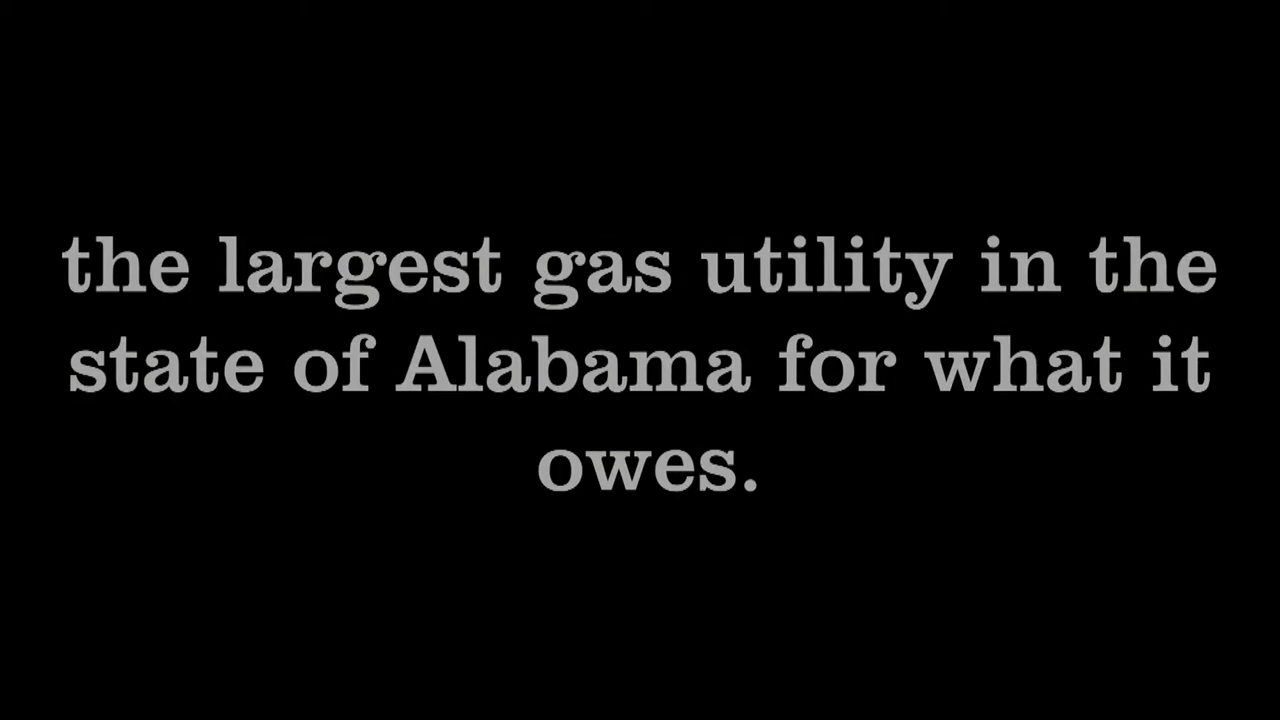 the largest gas utility in the
state of Alabama for what it
owes.